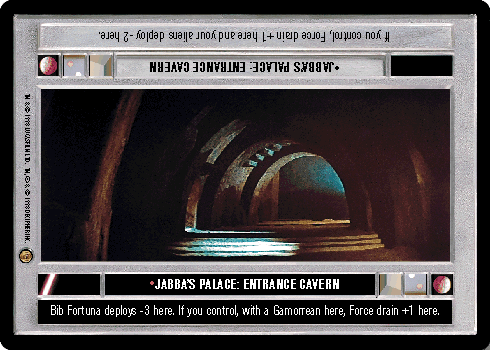 If you control, Force drain +1 here and your aliens deploy -2 here.
•JABBA'S PALACE: ENTRANCE CAVERN
•JABBA'S PALACE: ENTRANCE CAVERN
Bib Fortuna deploys -3 here. If you control, with a Gamorrean here, Force drain +1 here.